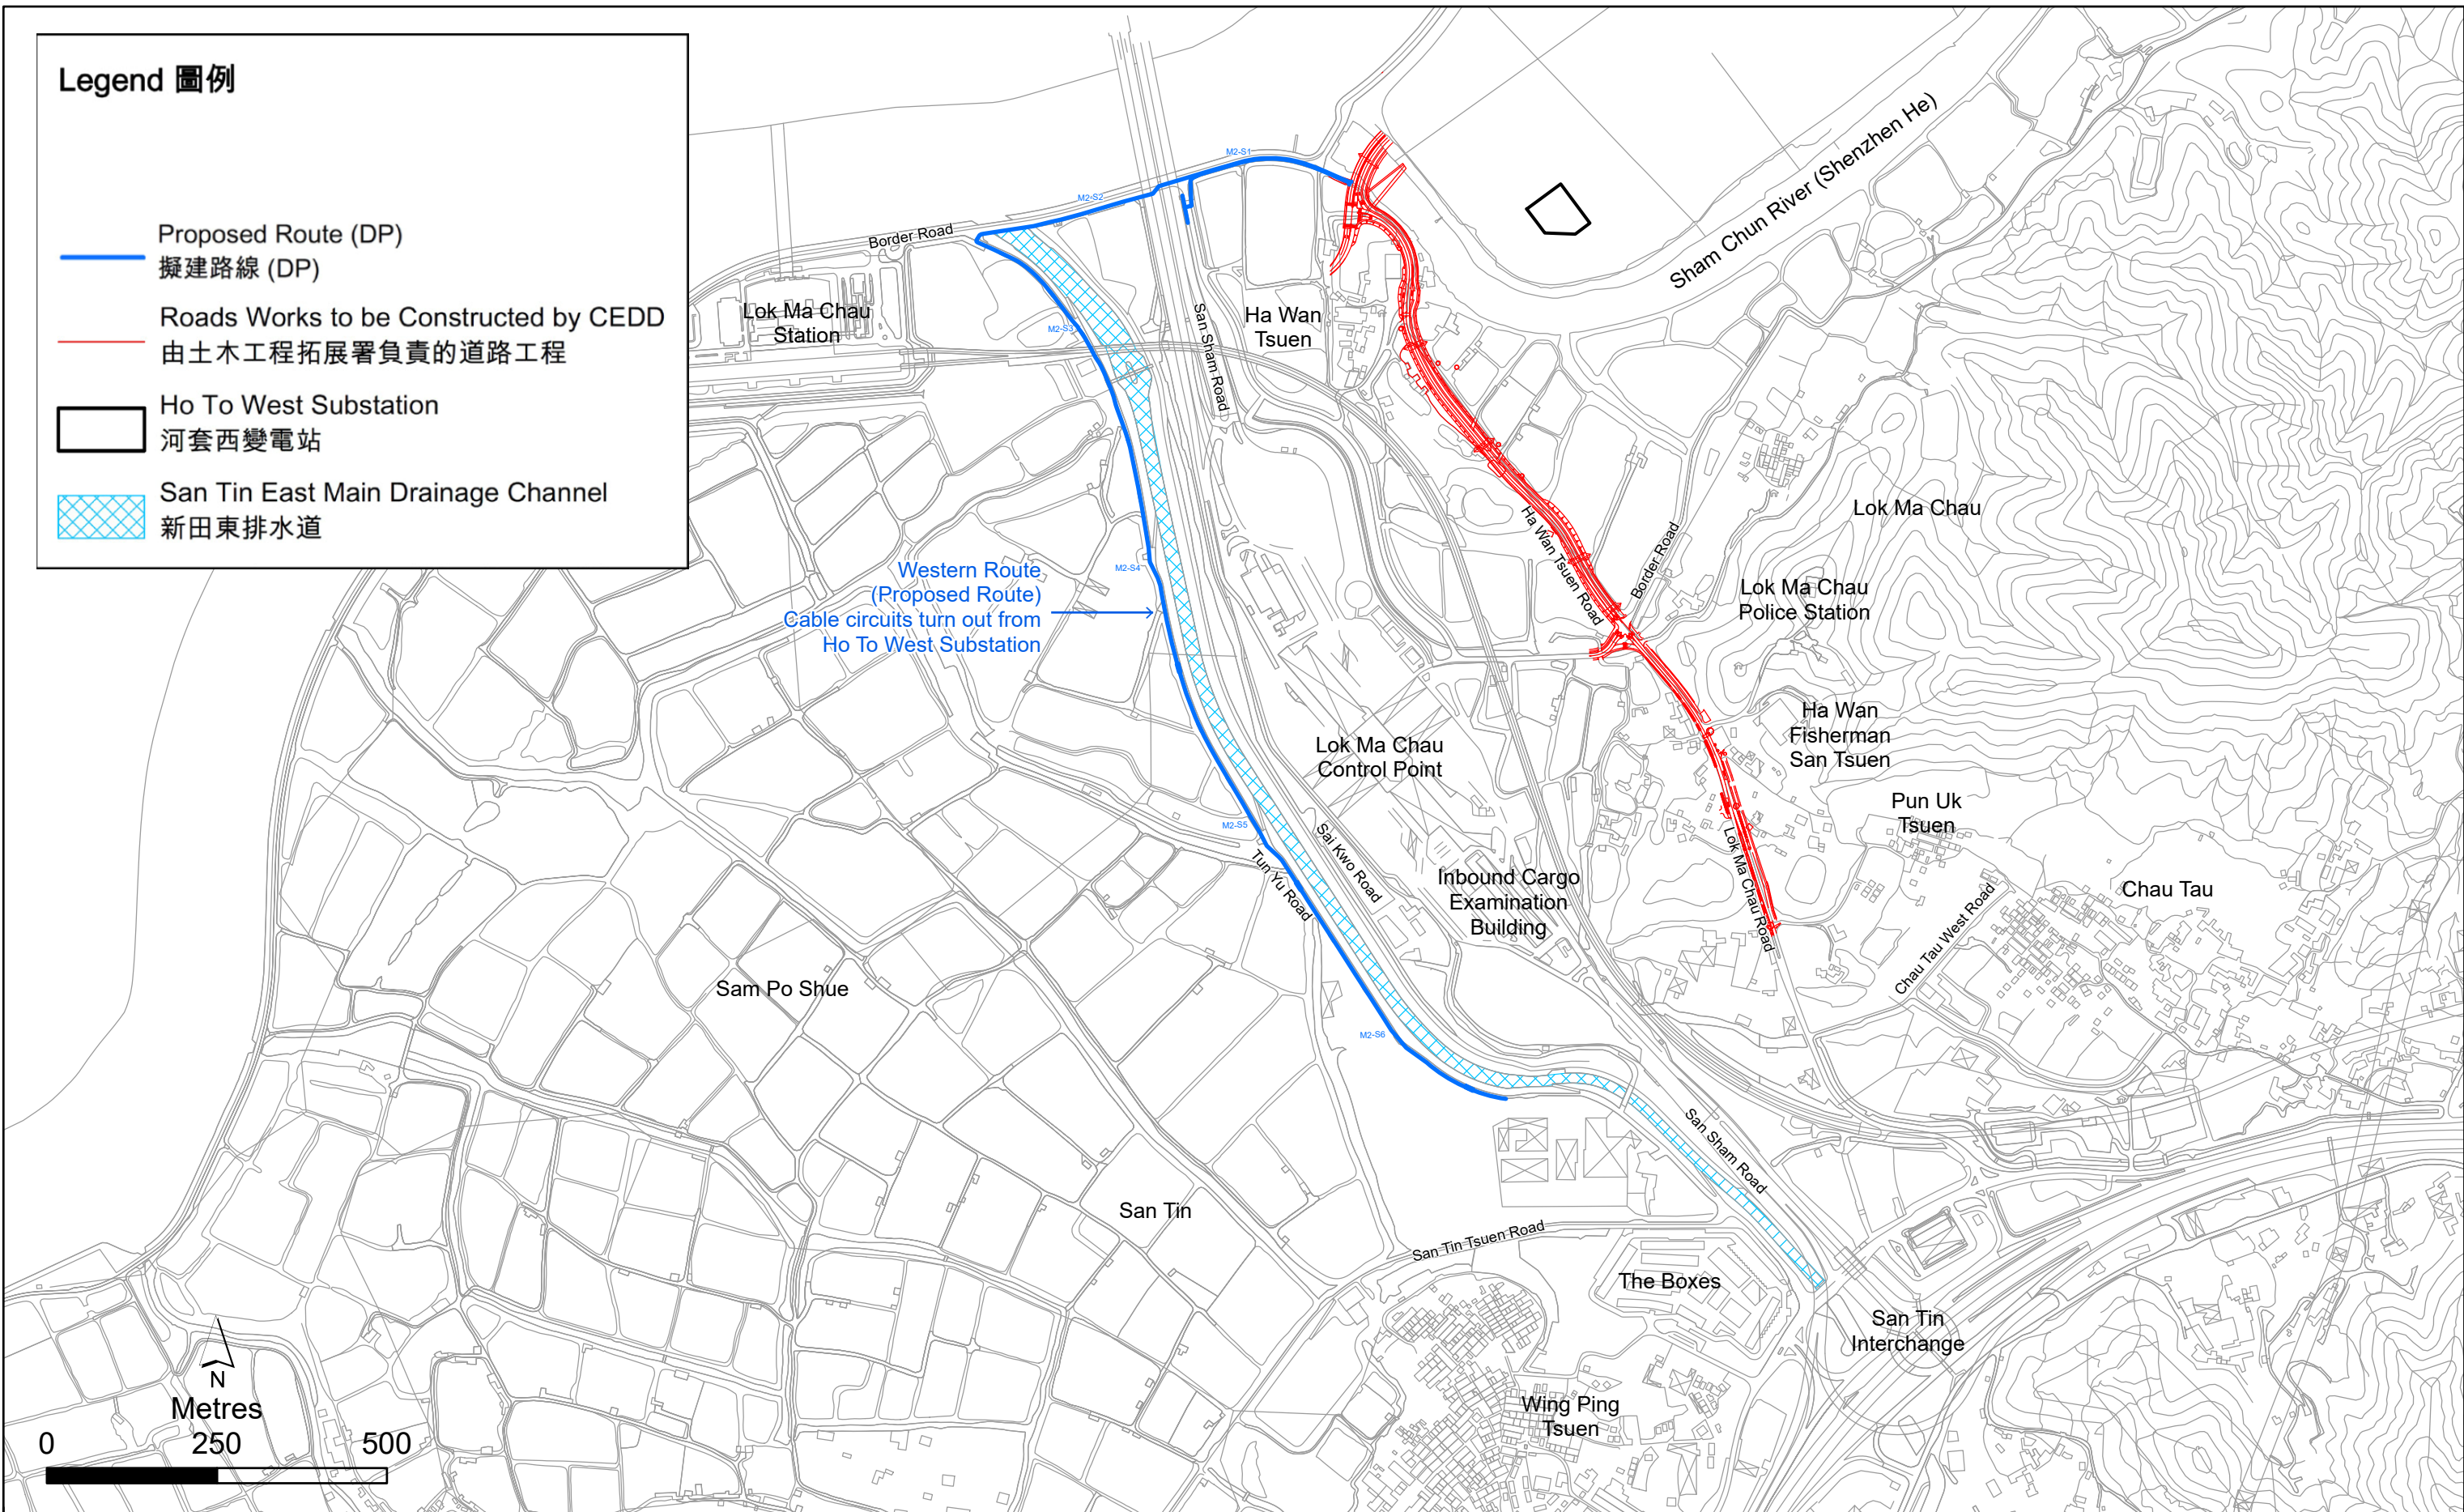 Legend 圖例
Proposed Route (DP)
擬建路線 (DP)
Roads Works to be Constructed by CEDD
由土木工程拓展署負責的道路工程
Ho To West Substation
河套西變電站
San Tin East Main Drainage Channel
新田東排水道
M2-S1
M2-S2
Border Road
Sham Chun River (Shenzhen He)
Lok Ma Chau
Station
M2-S3
San Sham Road
Ha Wan
Tsuen
Lok Ma Chau
Ha Wan Tsuen Road
Border Road
M2-S4
Western Route
(Proposed Route)
Cable circuits turn out from
Ho To West Substation
Lok Ma Chau
Police Station
Ha Wan
Fisherman
San Tsuen
Lok Ma Chau
Control Point
Pun Uk
Tsuen
M2-S5
Tun Yu Road
Sai Kwo Road
Inbound Cargo
Examination
Building
Lok Ma Chau Road
Chau Tau West Road
Chau Tau
Sam Po Shue
M2-S6
San Sham Road
San Tin
San Tin Tsuen Road
The Boxes
San Tin
Interchange
Wing Ping
Tsuen
N
Metres
0 250 500